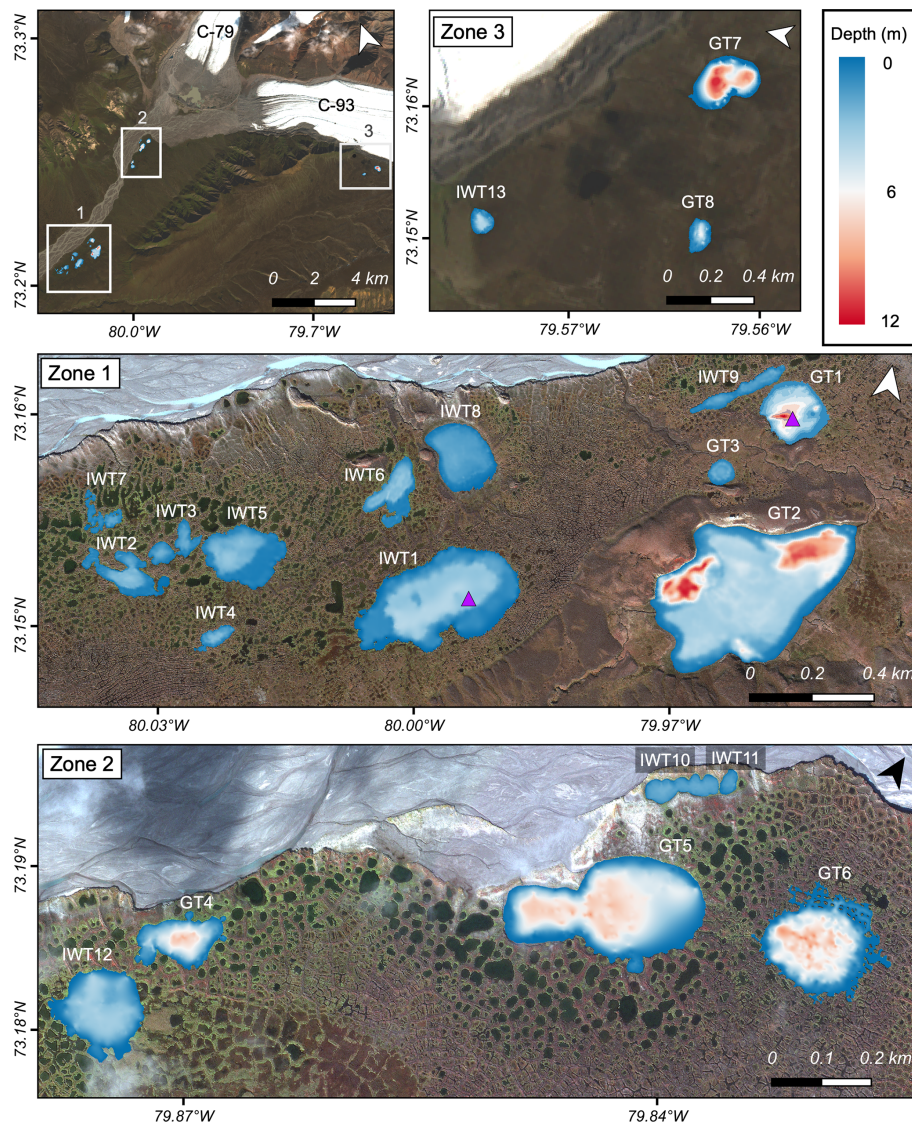 C-79
C-93
2
3
1
0 2 4 km
73.3°N
73.2°N
80.0°W
79.7°W
Zone 3
GT7
IWT13
GT8
0 0.2 0.4 km
73.16°N
73.15°N
79.57°W
79.56°W
Depth (m)
0
6
12
Zone 1
IWT9
GT1
IWT8
GT3
IWT6
IWT7
IWT3
IWT5
GT2
IWT2
IWT1
IWT4
0 0.2 0.4 km
73.16°N
73.15°N
80.03°W
80.00°W
79.97°W
Zone 2
IWT10
IWT11
GT5
GT6
GT4
IWT12
0 0.1 0.2 km
73.19°N
73.18°N
79.87°W
79.84°W